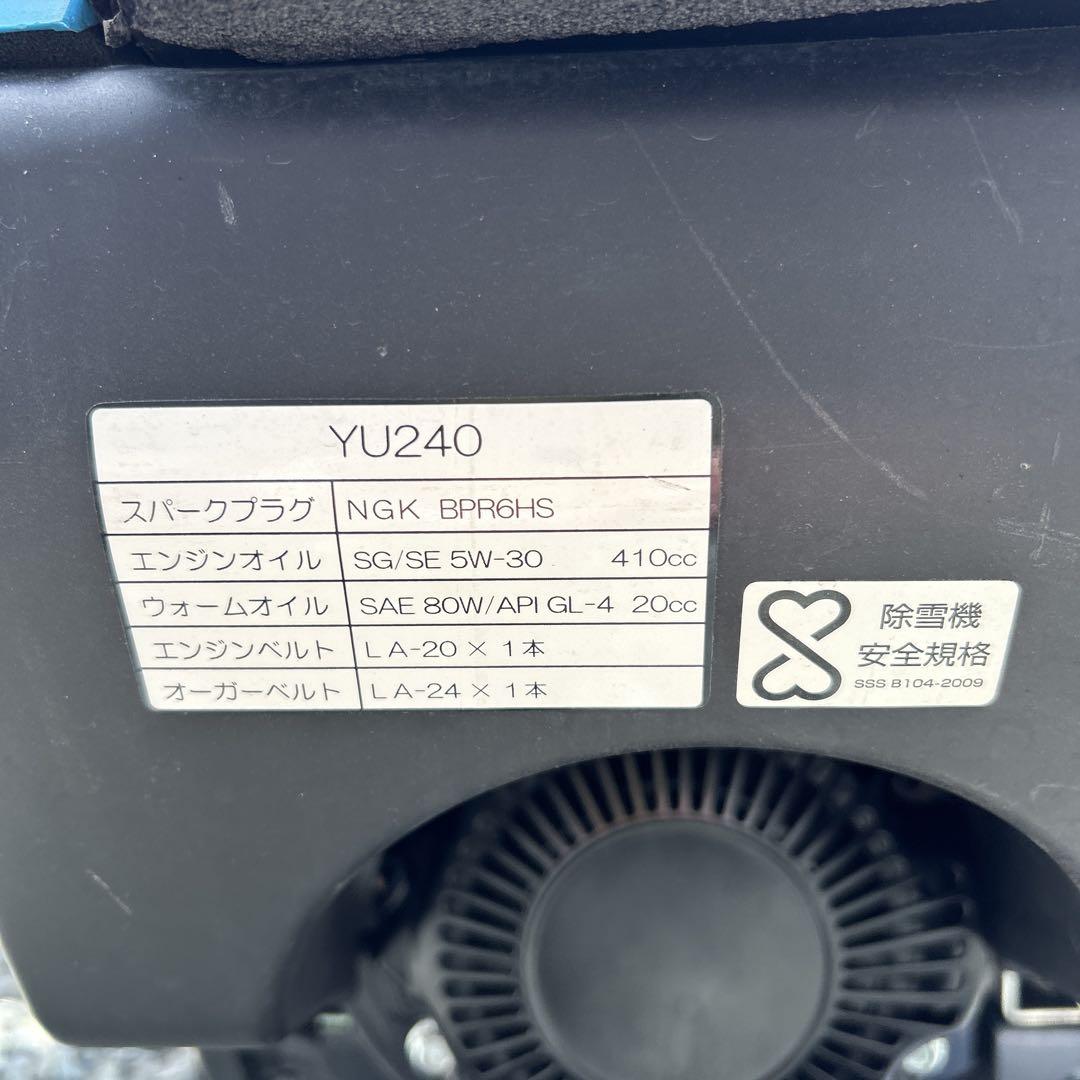 YU240
スパークプラグ NGK BPR6HS
エンジンオイル SG/SE 5W-30 410cc
ウォームオイル SAE 80W/API GL-4 20cc
エンジンベルト LA-20 × 1本
オーガーベルト LA-24 × 1本
除雪機
安全規格
SSS B104-2009